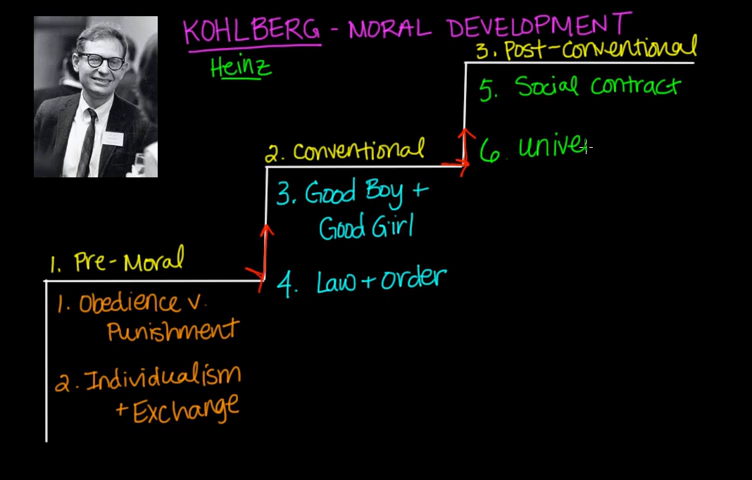 KOHLBERG - MORAL DEVELOPMENT
Heinz
3. Post-conventional
5. Social contract
6. unive
2. Conventional
3. Good Boy +
Good Girl
4. Law + order
1. Pre-Moral
1. Obedience v.
Punishment
2. Individualism
+ Exchange